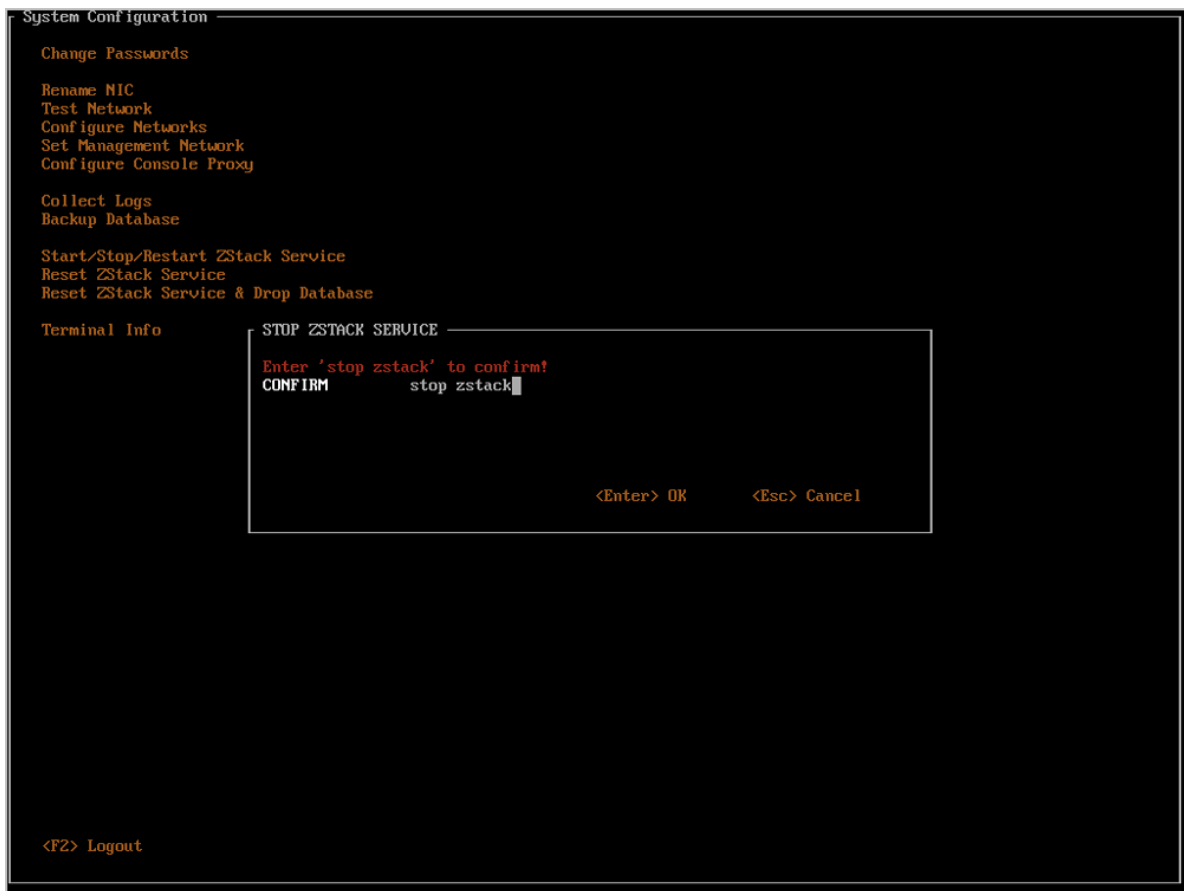 System Configuration
Change Passwords
Rename NIC
Test Network
Configure Networks
Set Management Network
Configure Console Proxy
Collect Logs
Backup Database
Start/Stop/Restart ZStack Service
Reset ZStack Service
Reset ZStack Service & Drop Database
Terminal Info
STOP ZSTACK SERVICE
Enter 'stop zstack' to confirm!
CONFIRM stop zstack
<Enter> OK <Esc> Cancel
<F2> Logout